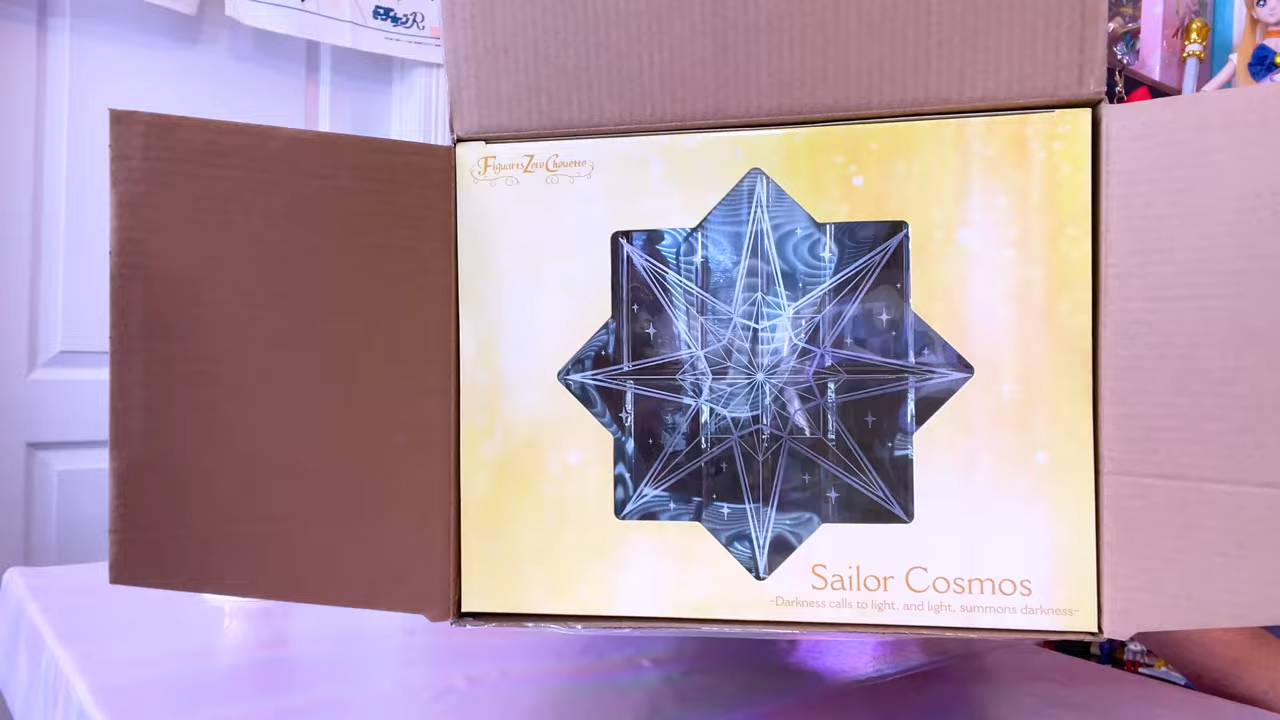 R
FiguartsZero Chouette
Sailor Cosmos
~Darkness calls to light, and light, summons darkness~